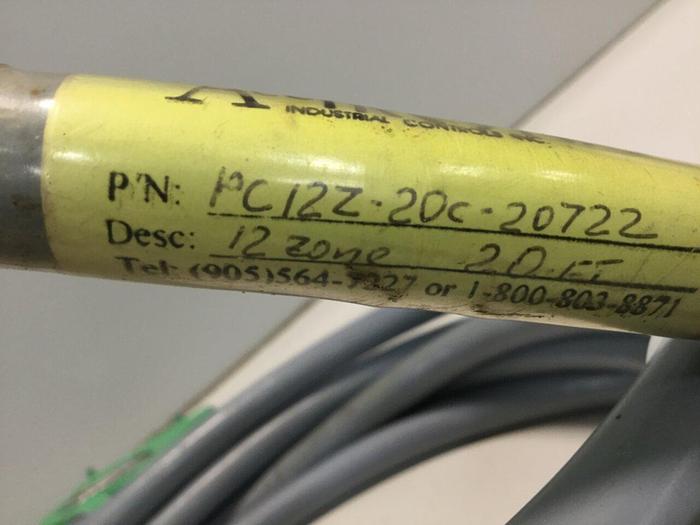 INDUSTRIAL CONTROLS INC.
P/N: PC12Z-20C-20722
Desc: 12 zone 20 FT
Tel: (905)564-7227 or 1-800-803-8871